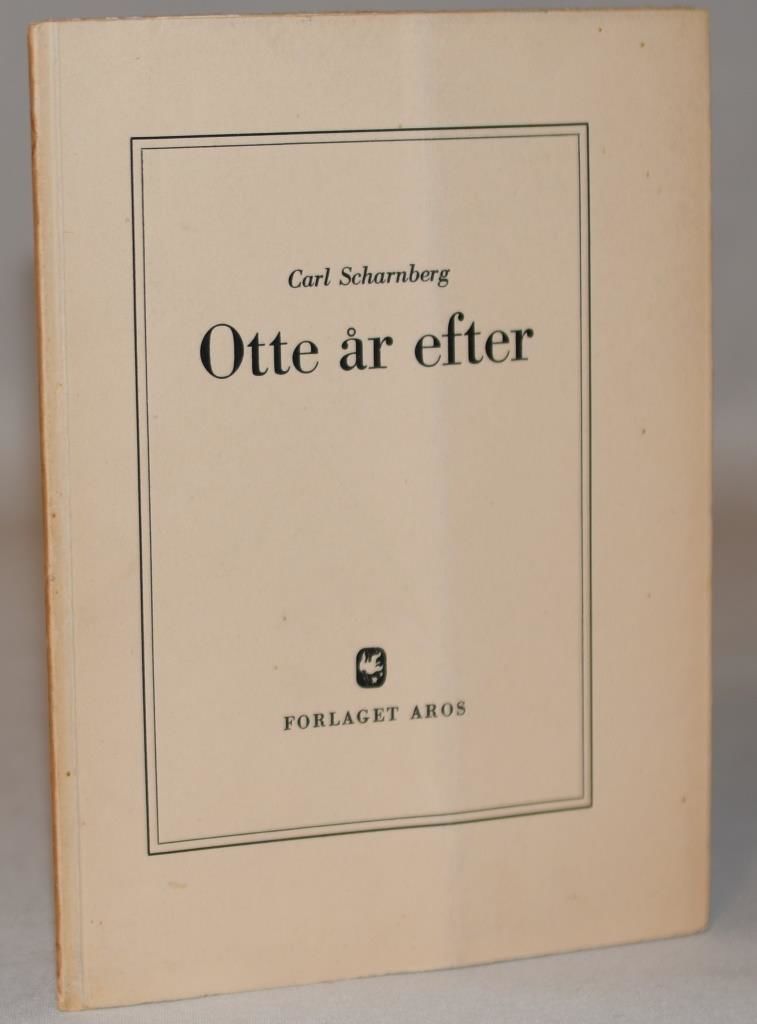 Carl Scharnberg
Otte år efter
FORLAGET AROS